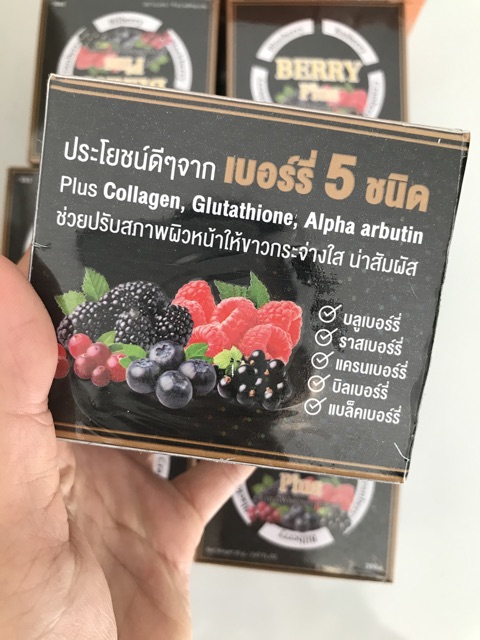 Bilberry
BERRY
Plus
ประโยชน์ดีๆจาก เบอร์รี่ 5 ชนิด
Plus Collagen, Glutathione, Alpha arbutin
ช่วยปรับสภาพผิวหน้าให้ขาวกระจ่างใส น่าสัมผัส
บลูเบอร์รี่
ราสเบอร์รี่
แครนเบอร์รี่
บิลเบอร์รี่
แบล็คเบอร์รี่
Plus
Bilberry